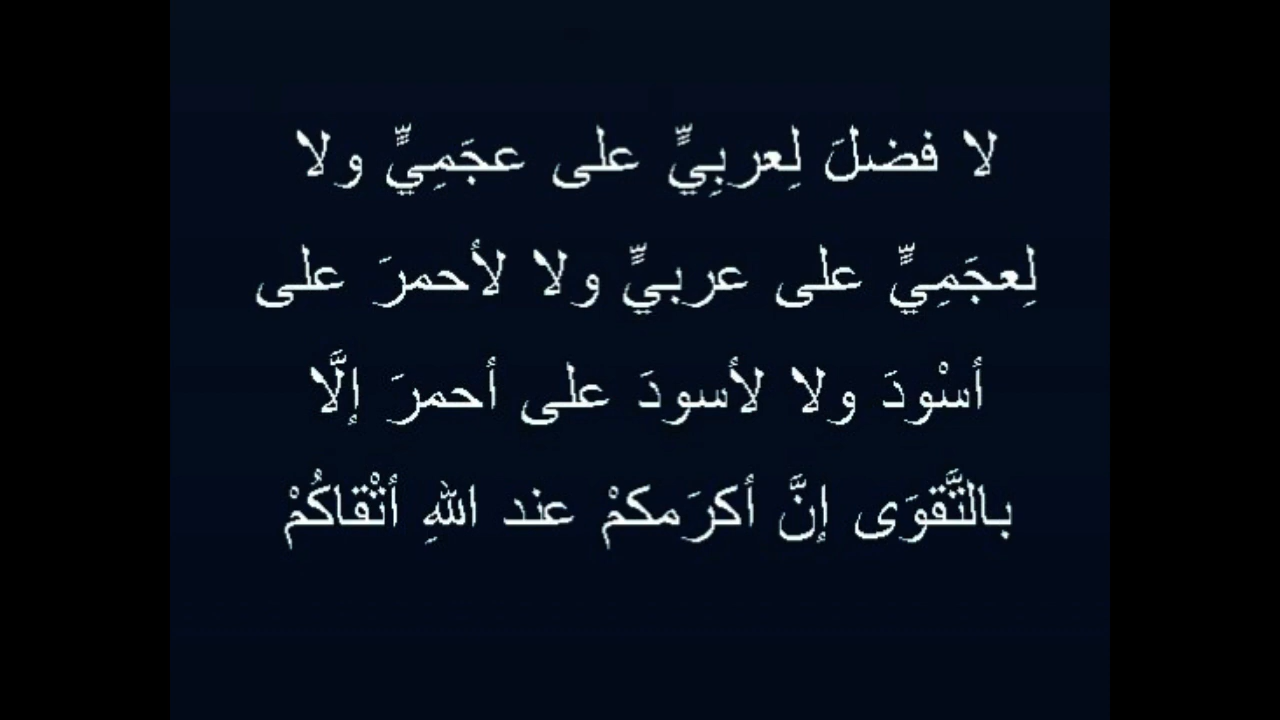 لا فضلَ لِعربِيٍّ على عجَمِيٍّ ولا
لِعجَمِيٍّ على عربيٍّ ولا لأحمرَ على
أسْودَ ولا لأسودَ على أحمرَ إلَّا
بالتَّقوَى إنَّ أكرَمكمْ عند اللهِ أتْقاكُمْ